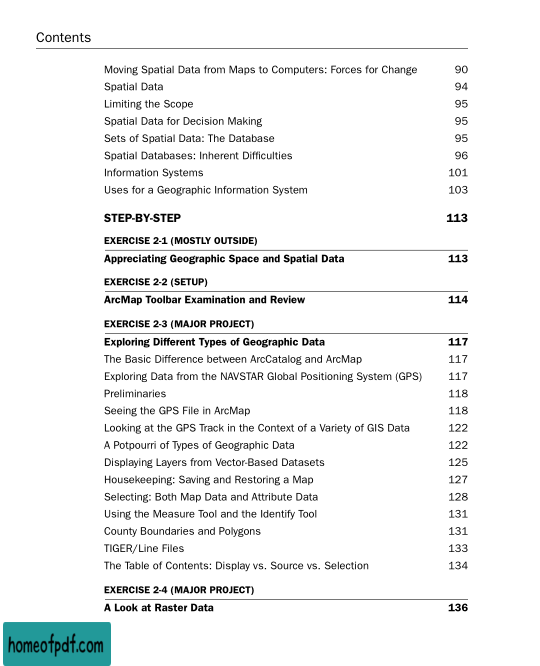 Contents
Moving Spatial Data from Maps to Computers: Forces for Change 90
Spatial Data 94
Limiting the Scope 95
Spatial Data for Decision Making 95
Sets of Spatial Data: The Database 95
Spatial Databases: Inherent Difficulties 96
Information Systems 101
Uses for a Geographic Information System 103
STEP-BY-STEP 113
EXERCISE 2-1 (MOSTLY OUTSIDE)
Appreciating Geographic Space and Spatial Data 113
EXERCISE 2-2 (SETUP)
ArcMap Toolbar Examination and Review 114
EXERCISE 2-3 (MAJOR PROJECT)
Exploring Different Types of Geographic Data 117
The Basic Difference between ArcCatalog and ArcMap 117
Exploring Data from the NAVSTAR Global Positioning System (GPS) 117
Preliminaries 118
Seeing the GPS File in ArcMap 118
Looking at the GPS Track in the Context of a Variety of GIS Data 122
A Potpourri of Types of Geographic Data 122
Displaying Layers from Vector-Based Datasets 125
Housekeeping: Saving and Restoring a Map 127
Selecting: Both Map Data and Attribute Data 128
Using the Measure Tool and the Identify Tool 131
County Boundaries and Polygons 131
TIGER/Line Files 133
The Table of Contents: Display vs. Source vs. Selection 134
EXERCISE 2-4 (MAJOR PROJECT)
A Look at Raster Data 136
homeofpdf.com